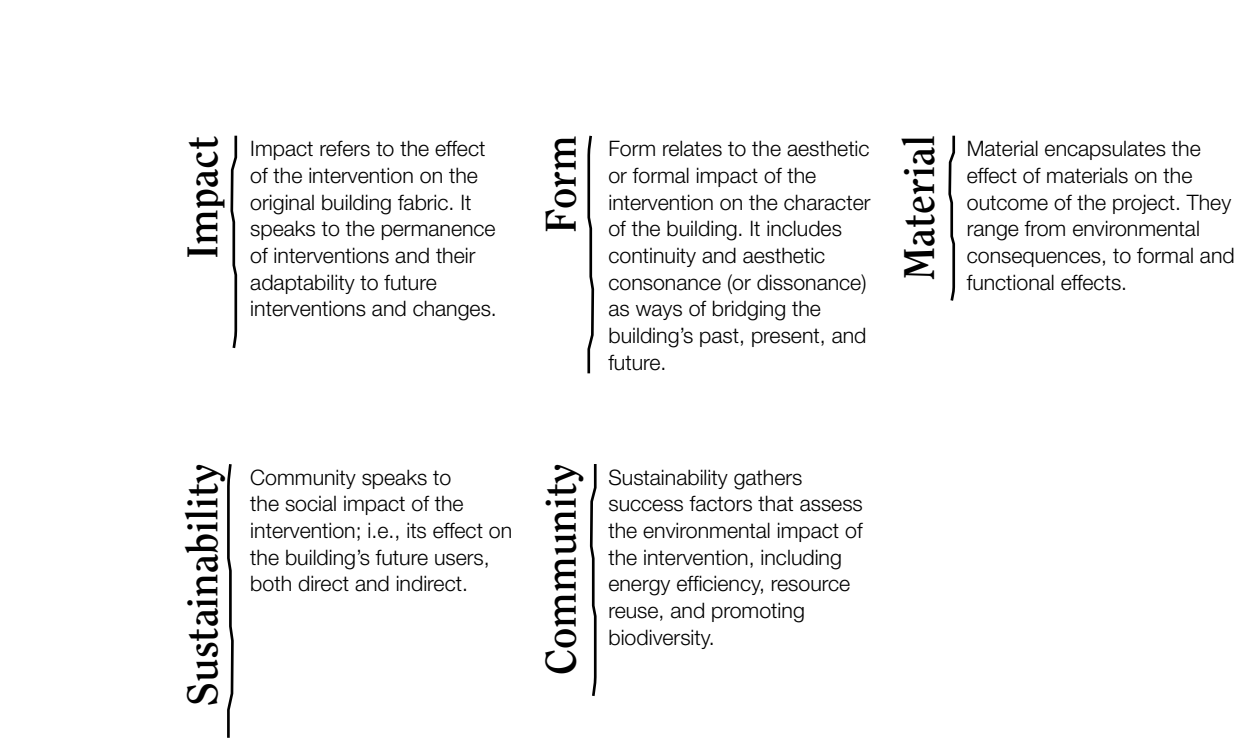 Impact
Impact refers to the effect
of the intervention on the
original building fabric. It
speaks to the permanence
of interventions and their
adaptability to future
interventions and changes.
Form
Form relates to the aesthetic
or formal impact of the
intervention on the character
of the building. It includes
continuity and aesthetic
consonance (or dissonance)
as ways of bridging the
building’s past, present, and
future.
Material
Material encapsulates the
effect of materials on the
outcome of the project. They
range from environmental
consequences, to formal and
functional effects.
Sustainability
Community speaks to
the social impact of the
intervention; i.e., its effect on
the building’s future users,
both direct and indirect.
Community
Sustainability gathers
success factors that assess
the environmental impact of
the intervention, including
energy efficiency, resource
reuse, and promoting
biodiversity.